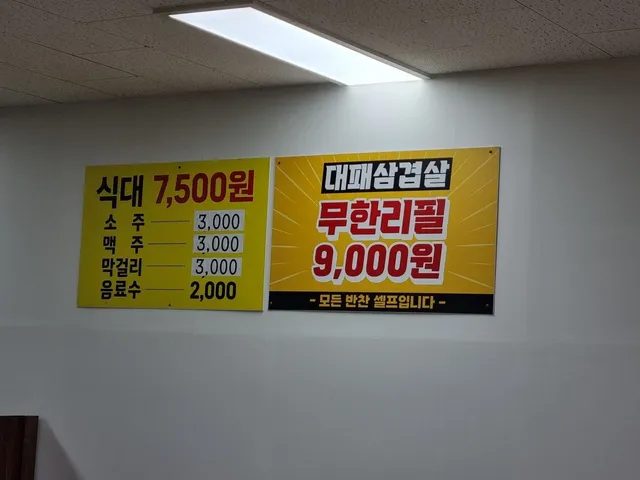 식대 7,500원
소 주 3,000
맥 주 3,000
막걸리 3,000
음료수 2,000
대패삼겹살
무한리필
9,000원
- 모든 반찬 셀프입니다 -